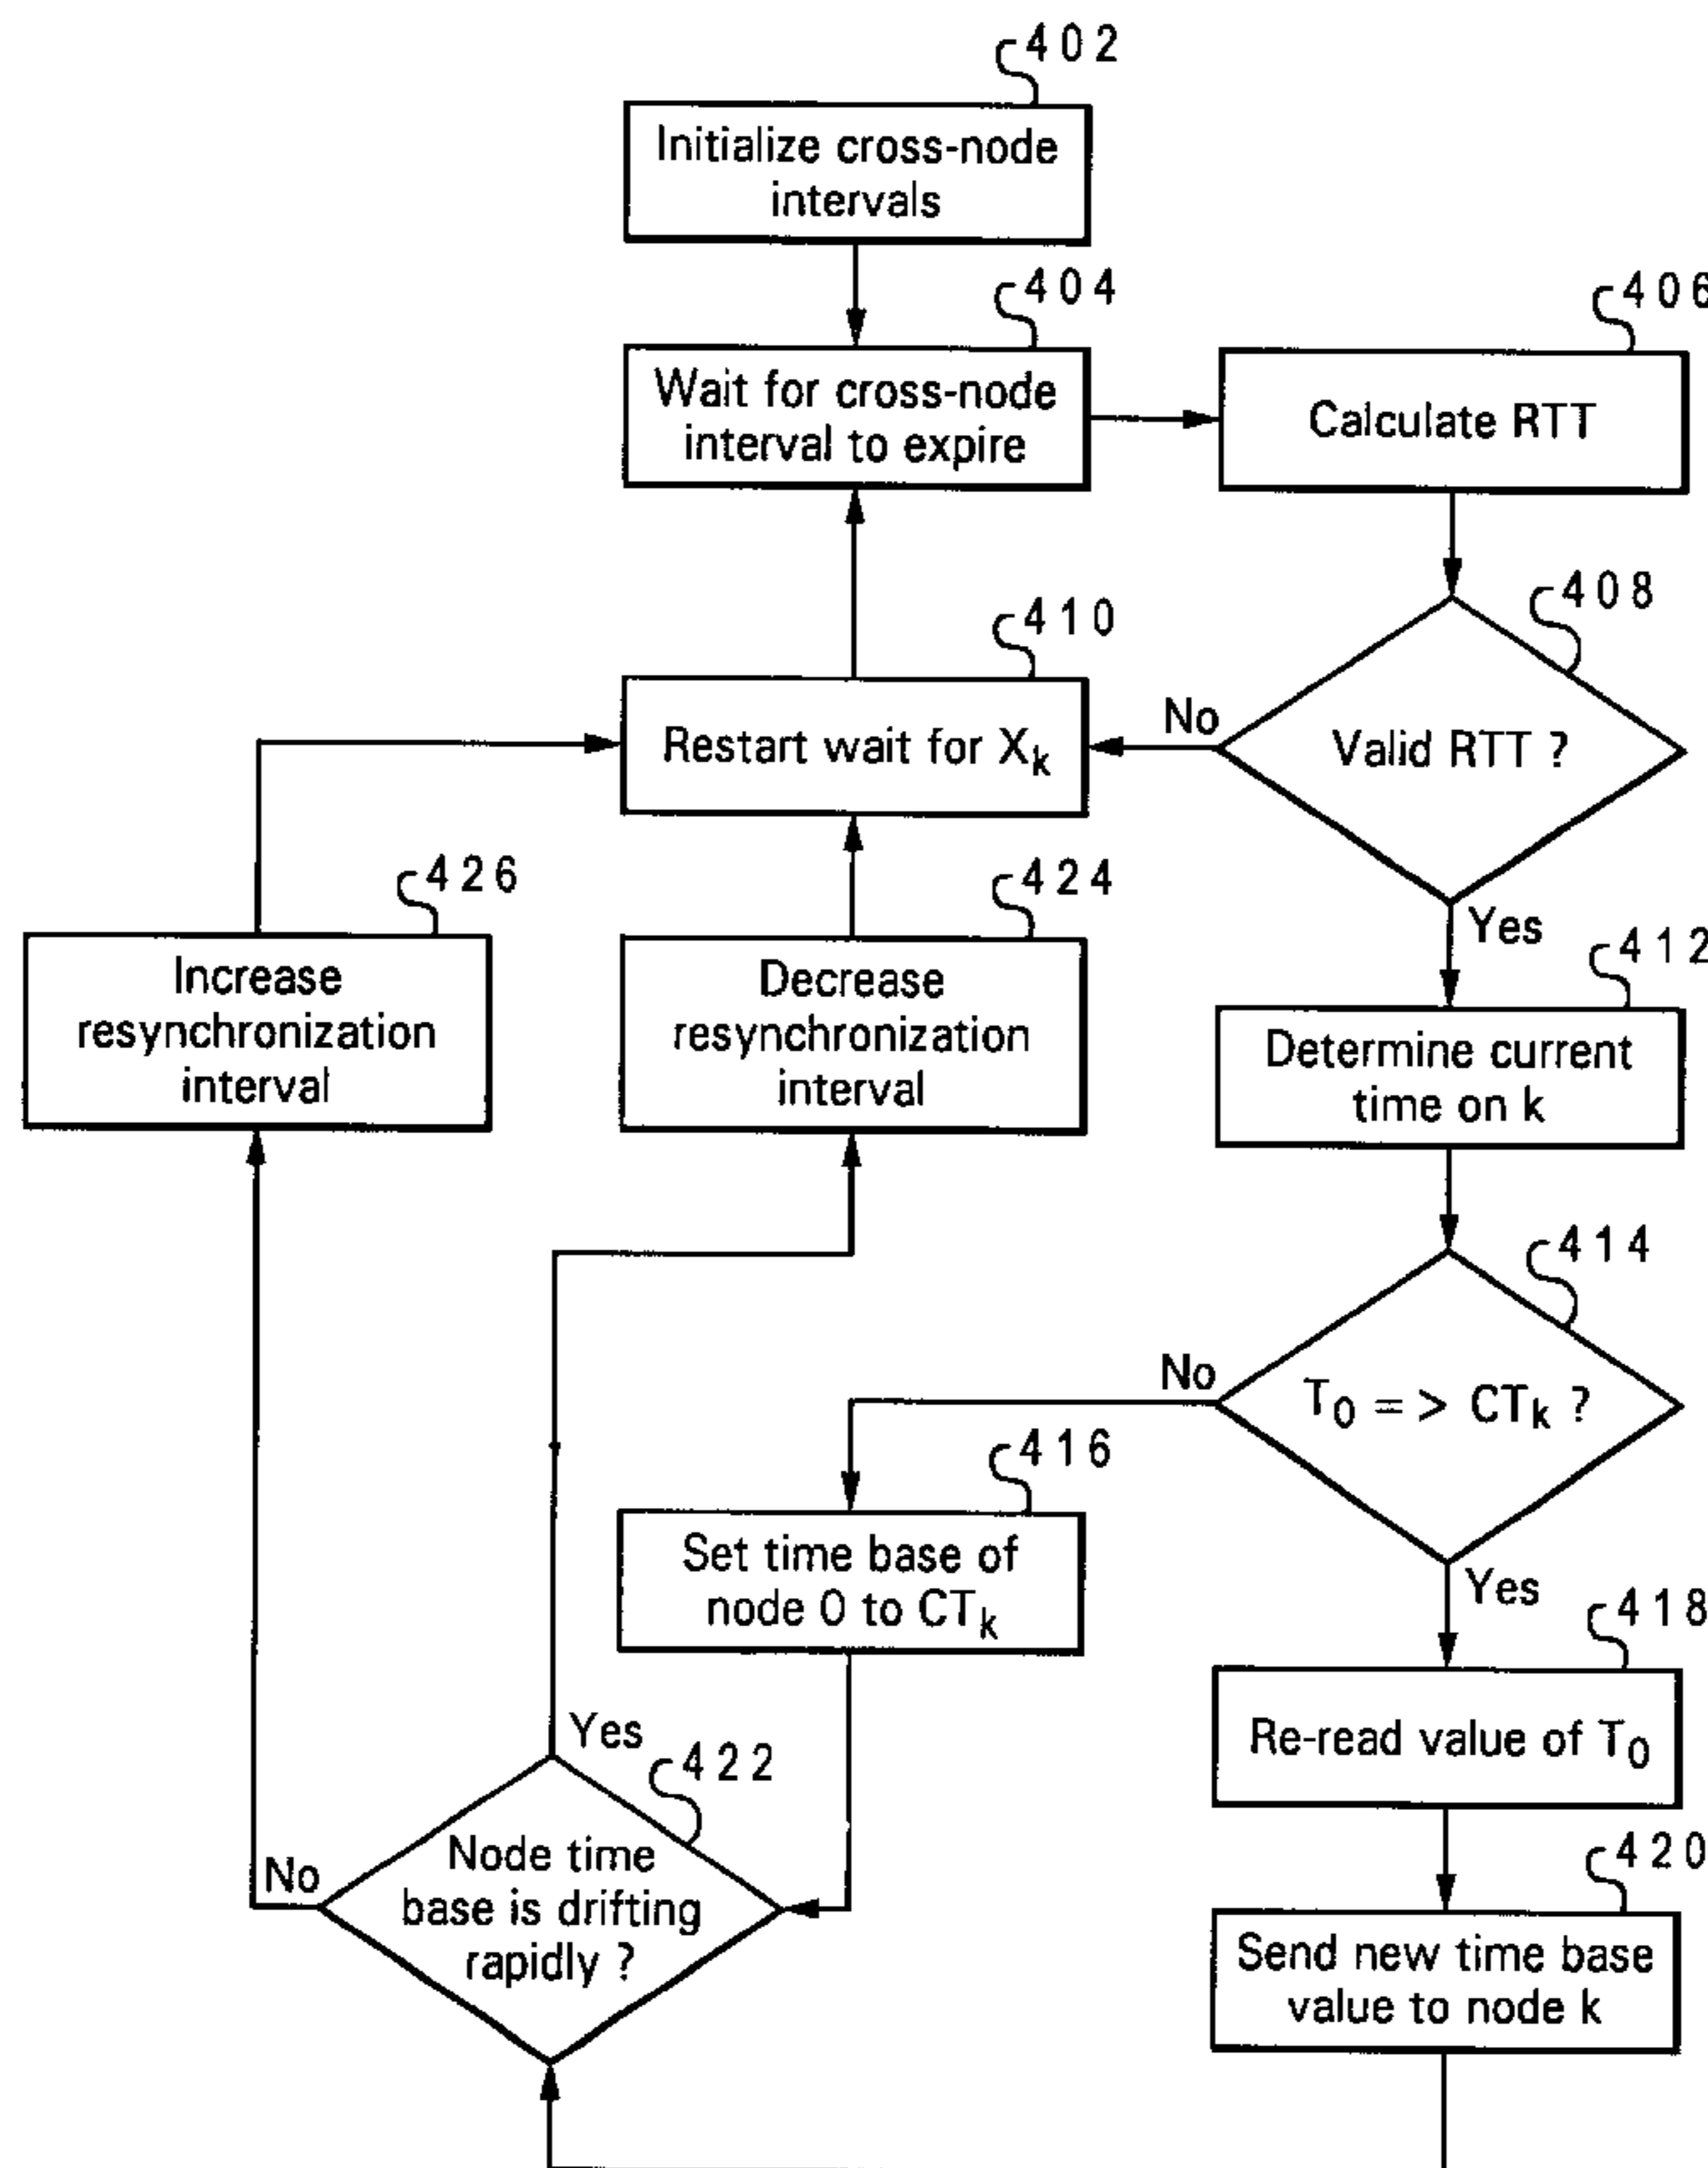 402
Initialize cross-node
intervals
404
Wait for cross-node
interval to expire
406
Calculate RTT
408
Valid RTT ?
No
Yes
410
Restart wait for Xk
426
Increase
resynchronization
interval
424
Decrease
resynchronization
interval
412
Determine current
time on k
414
T0 = > CTk ?
No
Yes
416
Set time base of
node 0 to CTk
418
Re-read value of T0
420
Send new time base
value to node k
422
Node time
base is drifting
rapidly ?
Yes
No